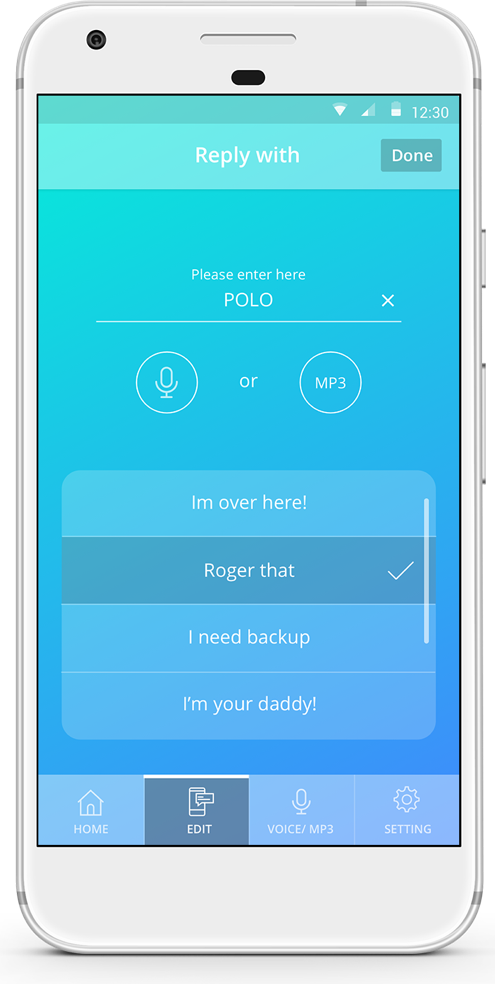 12:30
Reply with
Done
Please enter here
POLO
or
MP3
Im over here!
Roger that
I need backup
I'm your daddy!
HOME
EDIT
VOICE/ MP3
SETTING